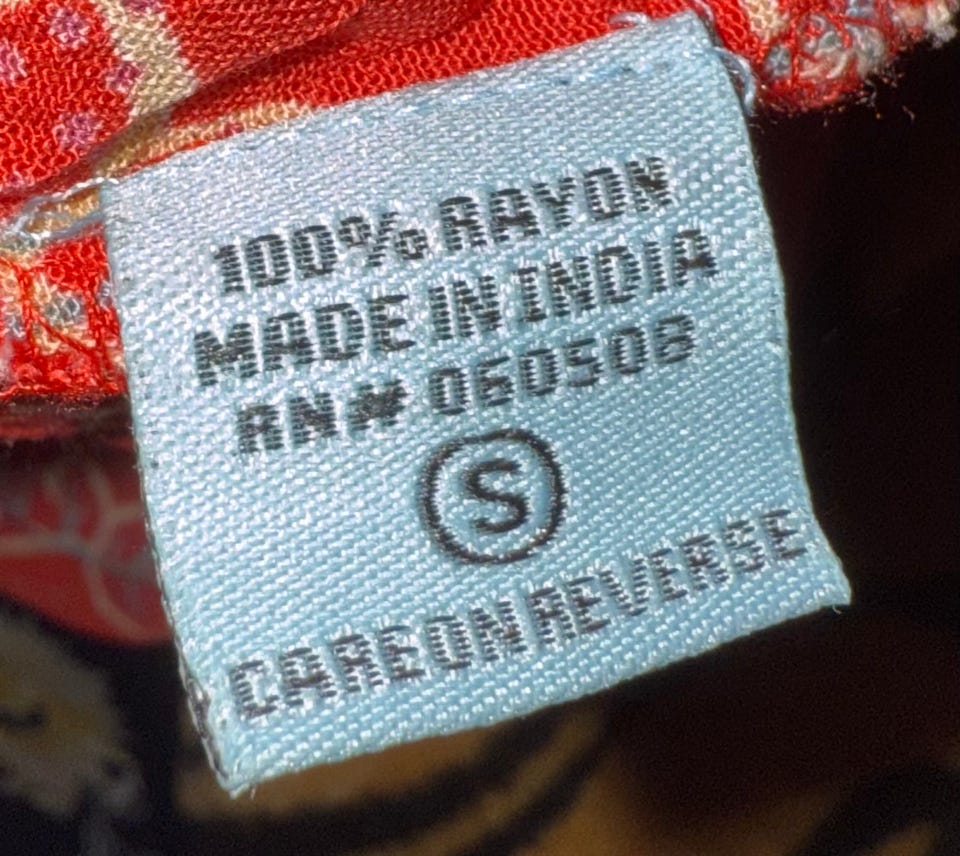 100% RAYON
MADE IN INDIA
RN# 060508
S
CARE ON REVERSE